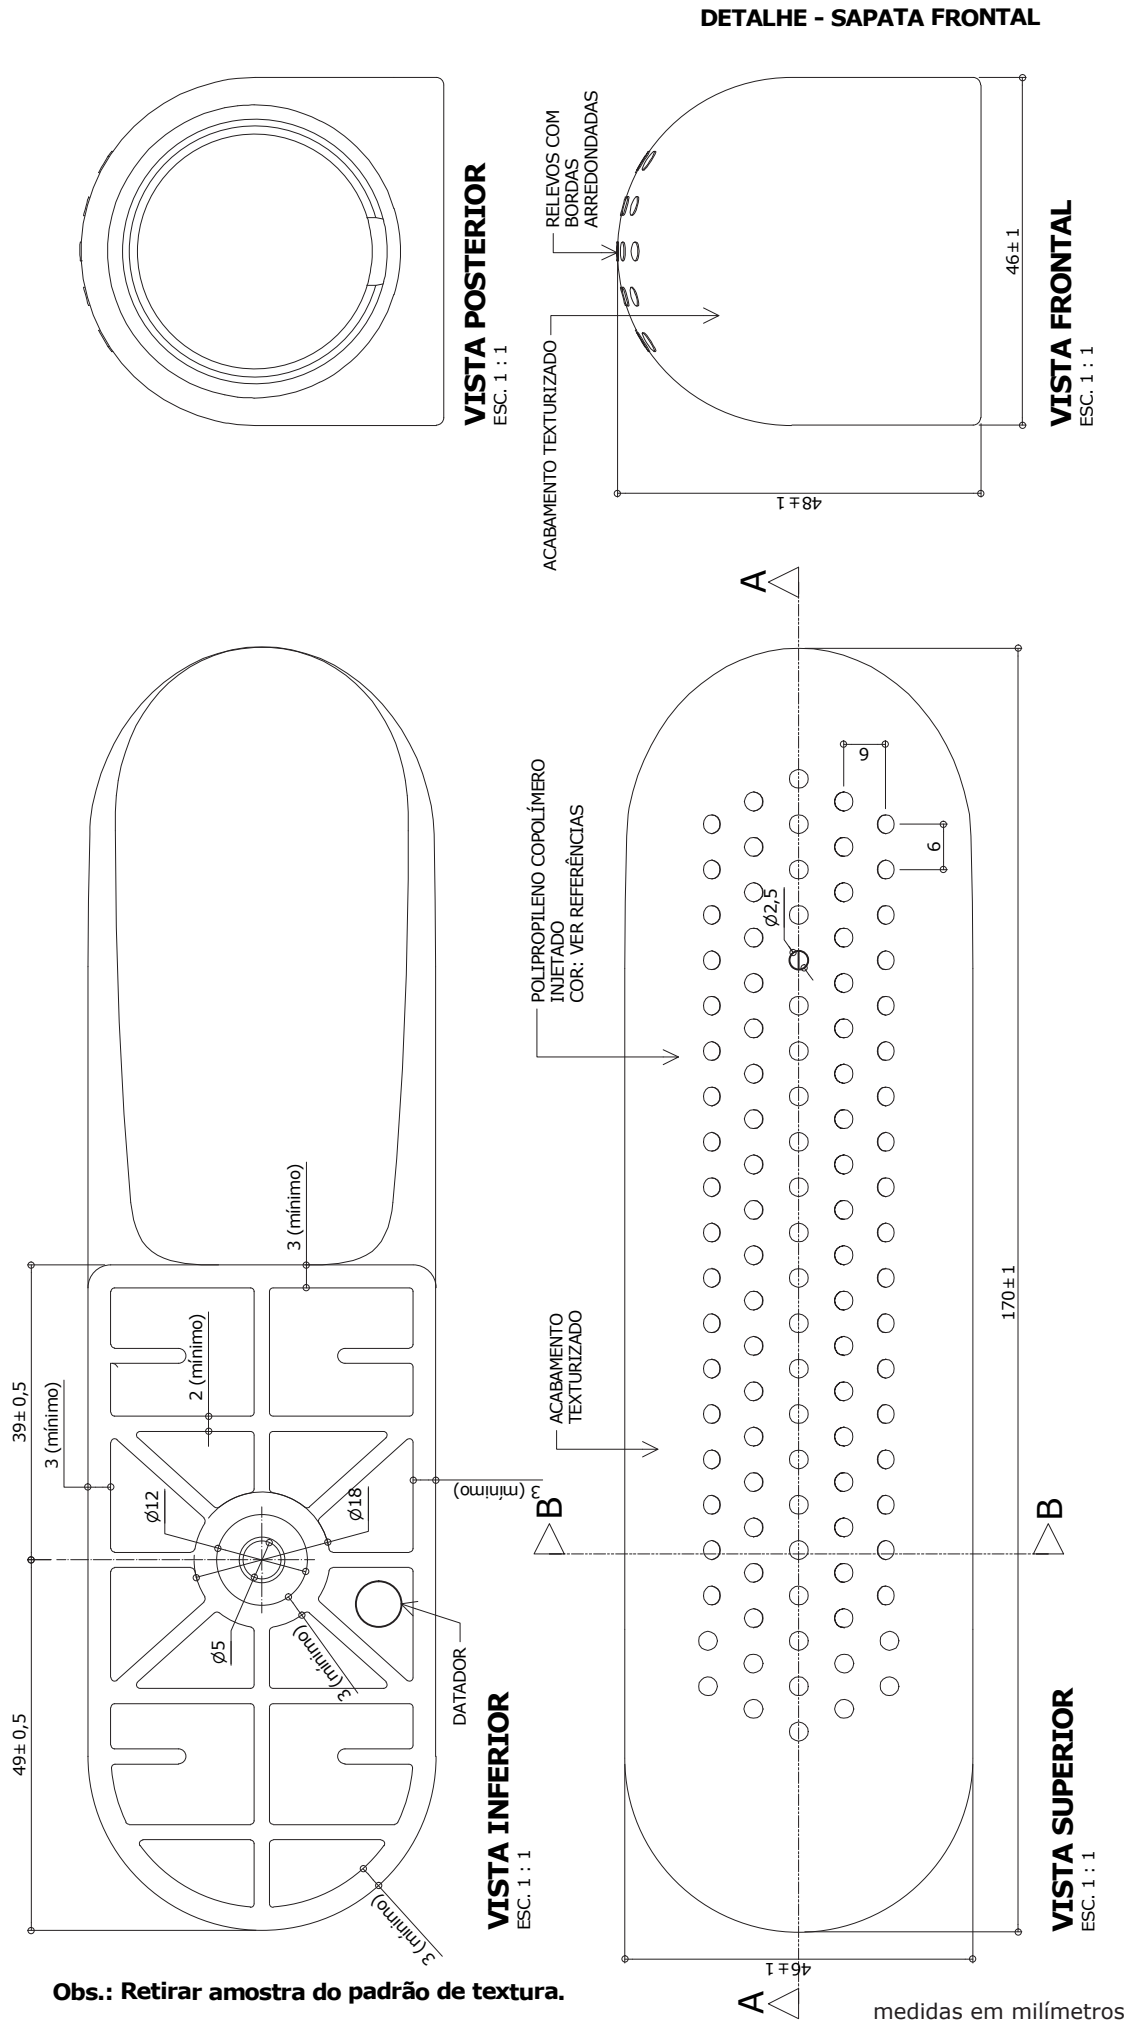 DETALHE - SAPATA FRONTAL
VISTA POSTERIOR
ESC. 1 : 1
RELEVOS COM
BORDAS
ARREDONDADAS
ACABAMENTO TEXTURIZADO
48±1
46±1
VISTA FRONTAL
ESC. 1 : 1
39±0,5
49±0,5
3 (mínimo)
2 (mínimo)
3 (mínimo)
3 (mínimo)
Ø12
Ø18
Ø5
3 (mínimo)
3 (mínimo)
DATADOR
VISTA INFERIOR
ESC. 1 : 1
POLIPROPILENO COPOLÍMERO
INJETADO
COR: VER REFERÊNCIAS
ACABAMENTO
TEXTURIZADO
A
6
6
Ø2,5
170±1
B
B
46±1
A
VISTA SUPERIOR
ESC. 1 : 1
Obs.: Retirar amostra do padrão de textura.
medidas em milímetros